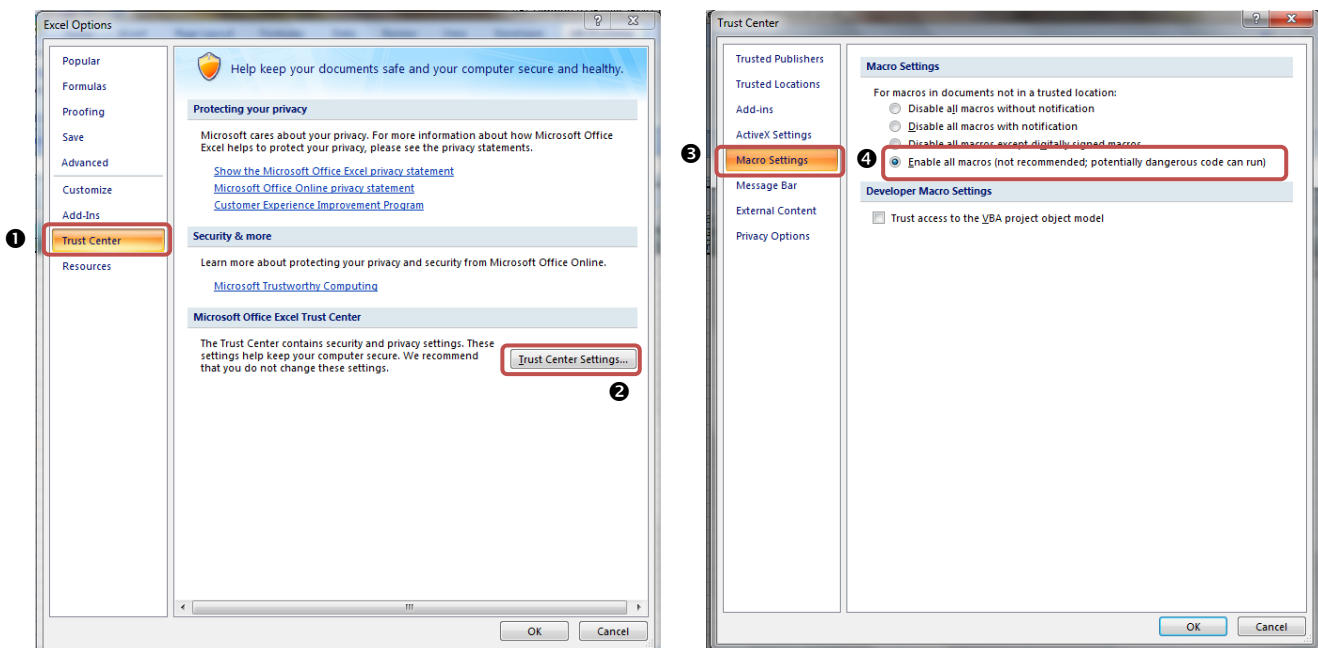 Excel Options
Popular
Formulas
Proofing
Save
Advanced
Customize
Add-Ins
❶
Trust Center
Resources
Help keep your documents safe and your computer secure and healthy.
Protecting your privacy
Microsoft cares about your privacy. For more information about how Microsoft Office
Excel helps to protect your privacy, please see the privacy statements.
Show the Microsoft Office Excel privacy statement
Microsoft Office Online privacy statement
Customer Experience Improvement Program
Security & more
Learn more about protecting your privacy and security from Microsoft Office Online.
Microsoft Trustworthy Computing
Microsoft Office Excel Trust Center
The Trust Center contains security and privacy settings. These
settings help keep your computer secure. We recommend
that you do not change these settings.
Trust Center Settings...
❷
OK Cancel
Trust Center
Trusted Publishers
Trusted Locations
Add-ins
ActiveX Settings
❸
Macro Settings
Message Bar
External Content
Privacy Options
Macro Settings
For macros in documents not in a trusted location:
Disable all macros without notification
Disable all macros with notification
Disable all macros except digitally signed macros
❹
Enable all macros (not recommended; potentially dangerous code can run)
Developer Macro Settings
Trust access to the VBA project object model
OK Cancel